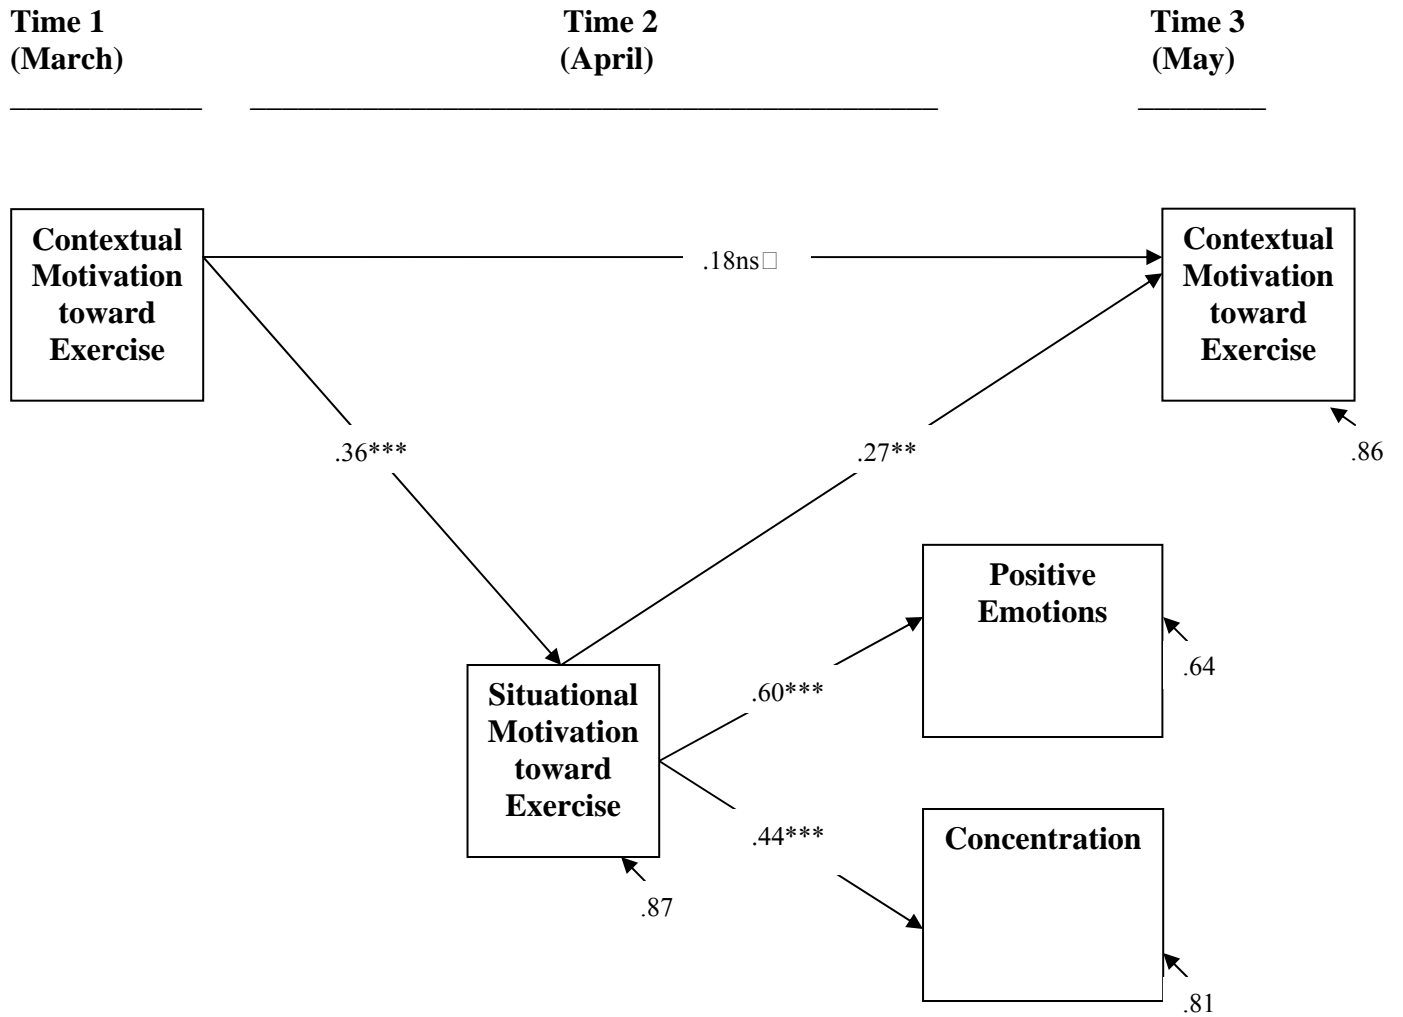 Time 1
(March)
Time 2
(April)
Time 3
(May)
Contextual
Motivation
toward
Exercise
.18ns□
Contextual
Motivation
toward
Exercise
.36***
.27**
.86
Positive
Emotions
.64
Situational
Motivation
toward
Exercise
.60***
.44***
.87
Concentration
.81